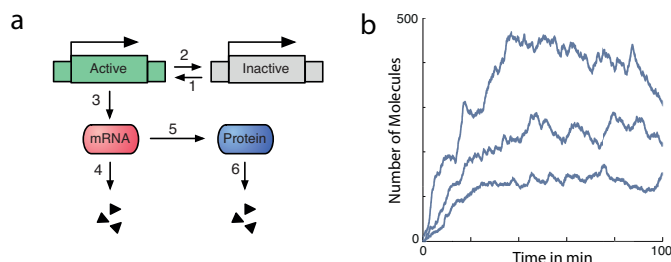 a
Active
2
1
Inactive
3
mRNA
5
Protein
4
6
b
500
Number of Molecules
0
0
100
Time in min